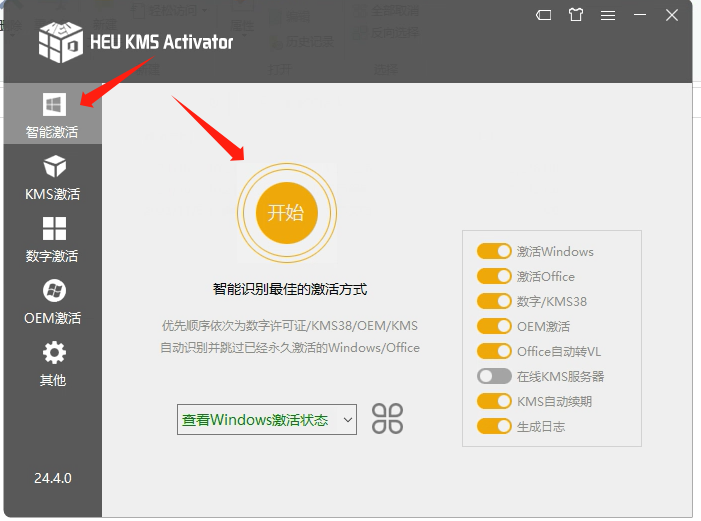 HEU KMS Activator
智能激活
KMS激活
数字激活
OEM激活
其他
24.4.0
开始
智能识别最佳的激活方式
优先顺序依次为数字许可证/KMS38/OEM/KMS
自动识别并跳过已经永久激活的Windows/Office
查看Windows激活状态
激活Windows
激活Office
数字/KMS38
OEM激活
Office自动转VL
在线KMS服务器
KMS自动续期
生成日志